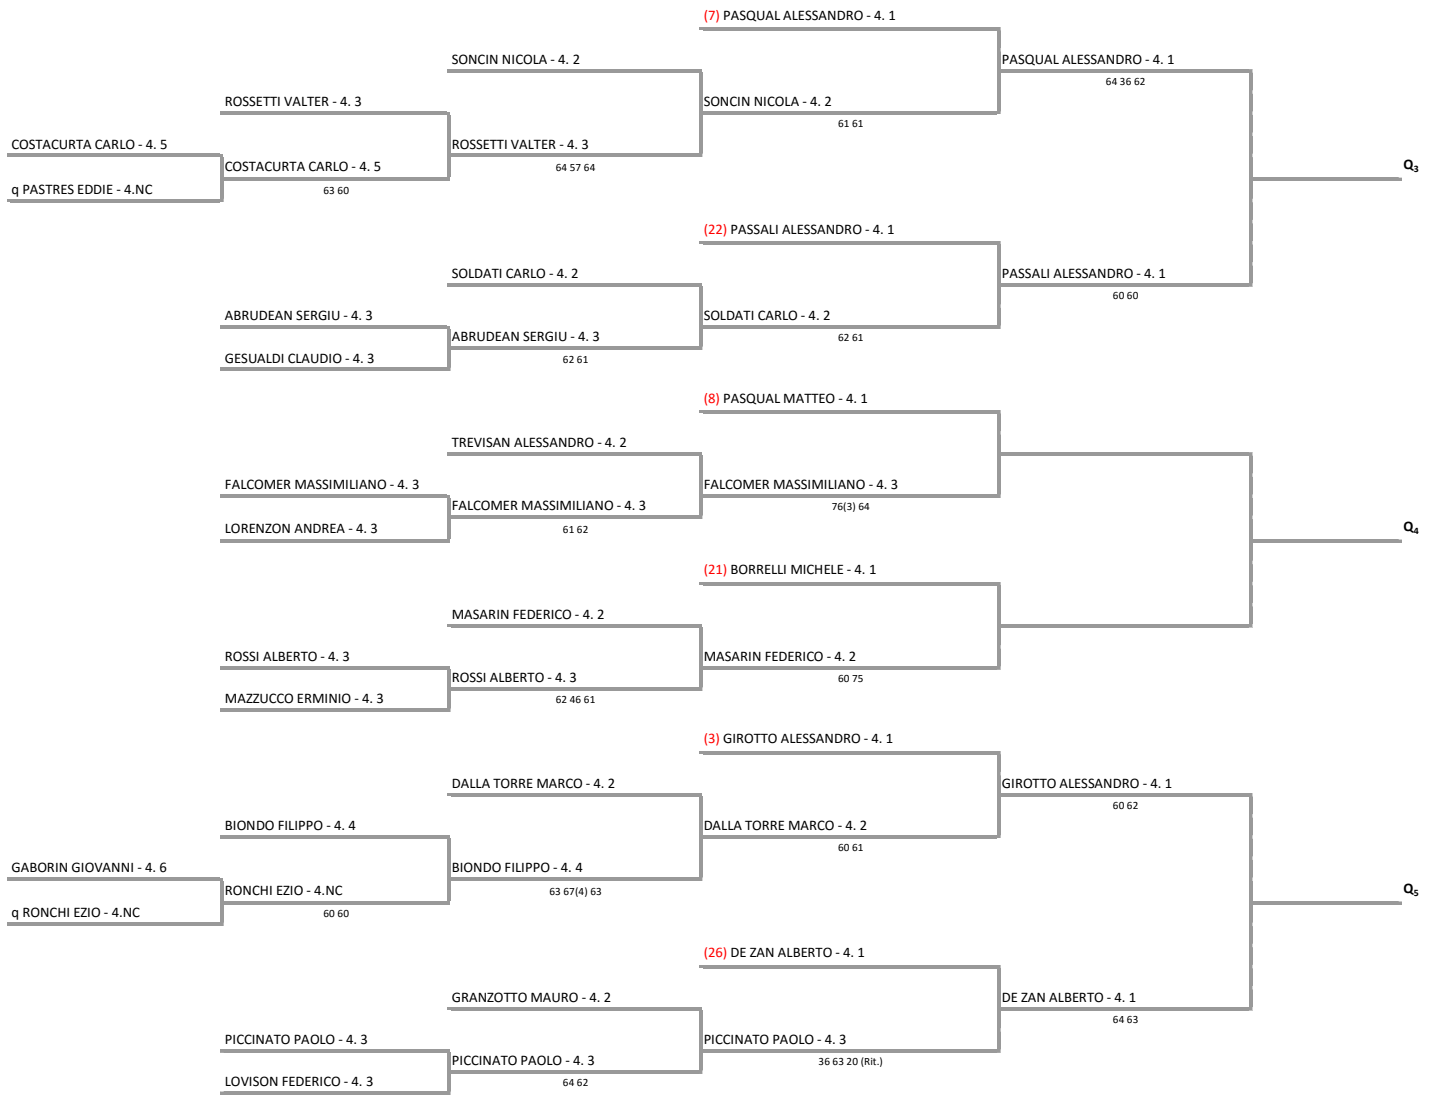 (7) PASQUAL ALESSANDRO - 4. 1
SONCIN NICOLA - 4. 2
PASQUAL ALESSANDRO - 4. 1
64 36 62
ROSSETTI VALTER - 4. 3
SONCIN NICOLA - 4. 2
61 61
COSTACURTA CARLO - 4. 5
ROSSETTI VALTER - 4. 3
64 57 64
COSTACURTA CARLO - 4. 5
63 60
Q3
q PASTRES EDDIE - 4.NC
(22) PASSALI ALESSANDRO - 4. 1
SOLDATI CARLO - 4. 2
PASSALI ALESSANDRO - 4. 1
60 60
ABRUDEAN SERGIU - 4. 3
SOLDATI CARLO - 4. 2
62 61
ABRUDEAN SERGIU - 4. 3
62 61
GESUALDI CLAUDIO - 4. 3
(8) PASQUAL MATTEO - 4. 1
TREVISAN ALESSANDRO - 4. 2
FALCOMER MASSIMILIANO - 4. 3
FALCOMER MASSIMILIANO - 4. 3
76(3) 64
FALCOMER MASSIMILIANO - 4. 3
61 62
LORENZON ANDREA - 4. 3
Q4
(21) BORRELLI MICHELE - 4. 1
MASARIN FEDERICO - 4. 2
ROSSI ALBERTO - 4. 3
MASARIN FEDERICO - 4. 2
60 75
ROSSI ALBERTO - 4. 3
62 46 61
MAZZUCCO ERMINIO - 4. 3
(3) GIROTTO ALESSANDRO - 4. 1
DALLA TORRE MARCO - 4. 2
GIROTTO ALESSANDRO - 4. 1
60 62
BIONDO FILIPPO - 4. 4
DALLA TORRE MARCO - 4. 2
60 61
GABORIN GIOVANNI - 4. 6
BIONDO FILIPPO - 4. 4
63 67(4) 63
RONCHI EZIO - 4.NC
60 60
Q5
q RONCHI EZIO - 4.NC
(26) DE ZAN ALBERTO - 4. 1
GRANZOTTO MAURO - 4. 2
DE ZAN ALBERTO - 4. 1
64 63
PICCINATO PAOLO - 4. 3
PICCINATO PAOLO - 4. 3
36 63 20 (Rit.)
PICCINATO PAOLO - 4. 3
64 62
LOVISON FEDERICO - 4. 3